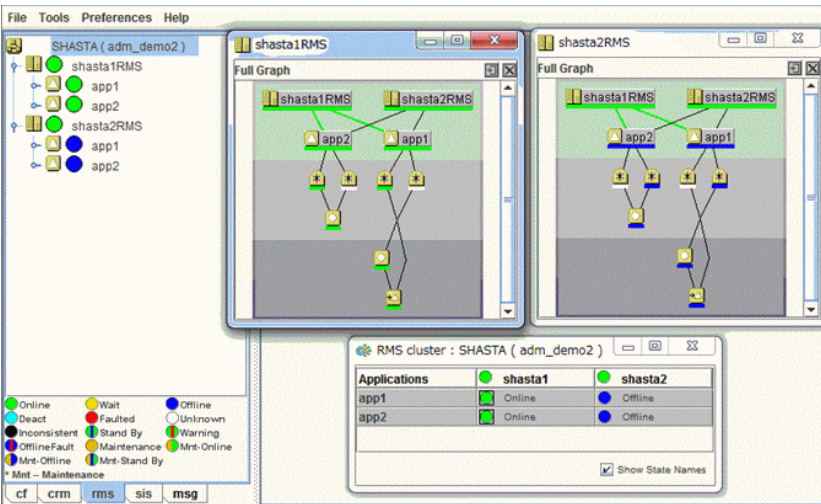 File Tools Preferences Help
SHASTA ( adm_demo2 )
shasta1RMS
app1
app2
shasta2RMS
app1
app2
Online Wait Offline
Deact Faulted Unknown
Inconsistent Stand By Warning
OfflineFault Maintenance Mnt-Online
Mnt-Offline Mnt-Stand By
* Mnt -- Maintenance
cf crm rms sis msg
shasta1RMS
Full Graph
shasta1RMS shasta2RMS
app2 app1
shasta2RMS
Full Graph
shasta1RMS shasta2RMS
app2 app1
RMS cluster : SHASTA ( adm_demo2 )
Applications shasta1 shasta2
app1 Online Offline
app2 Online Offline
Show State Names